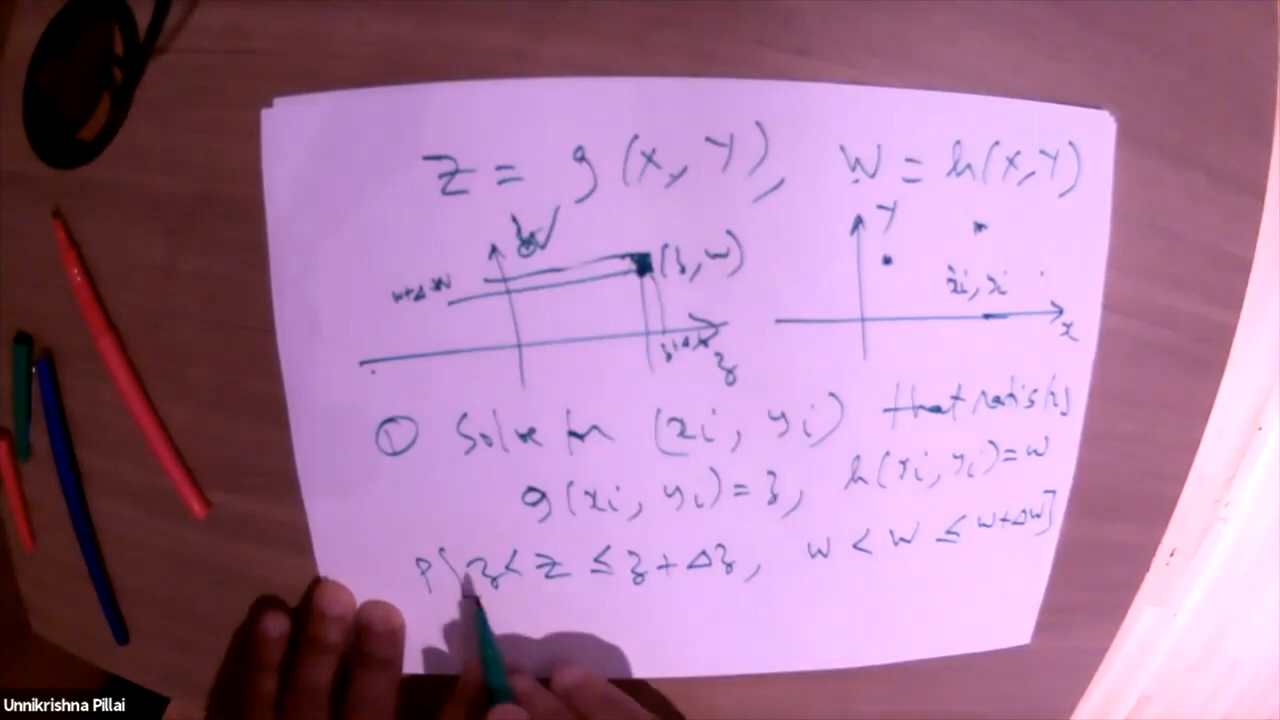 Z = g(X, Y), W = h(X, Y)
W
Y
(z, w)
w+Δw
xi, yi
x
z+Δz
z
① Solve for (xi, yi) that satisfies
g(xi, yi) = z, h(xi, yi) = w
P{z < Z ≤ z + Δz, w < W ≤ w+Δw}
Unnikrishna Pillai